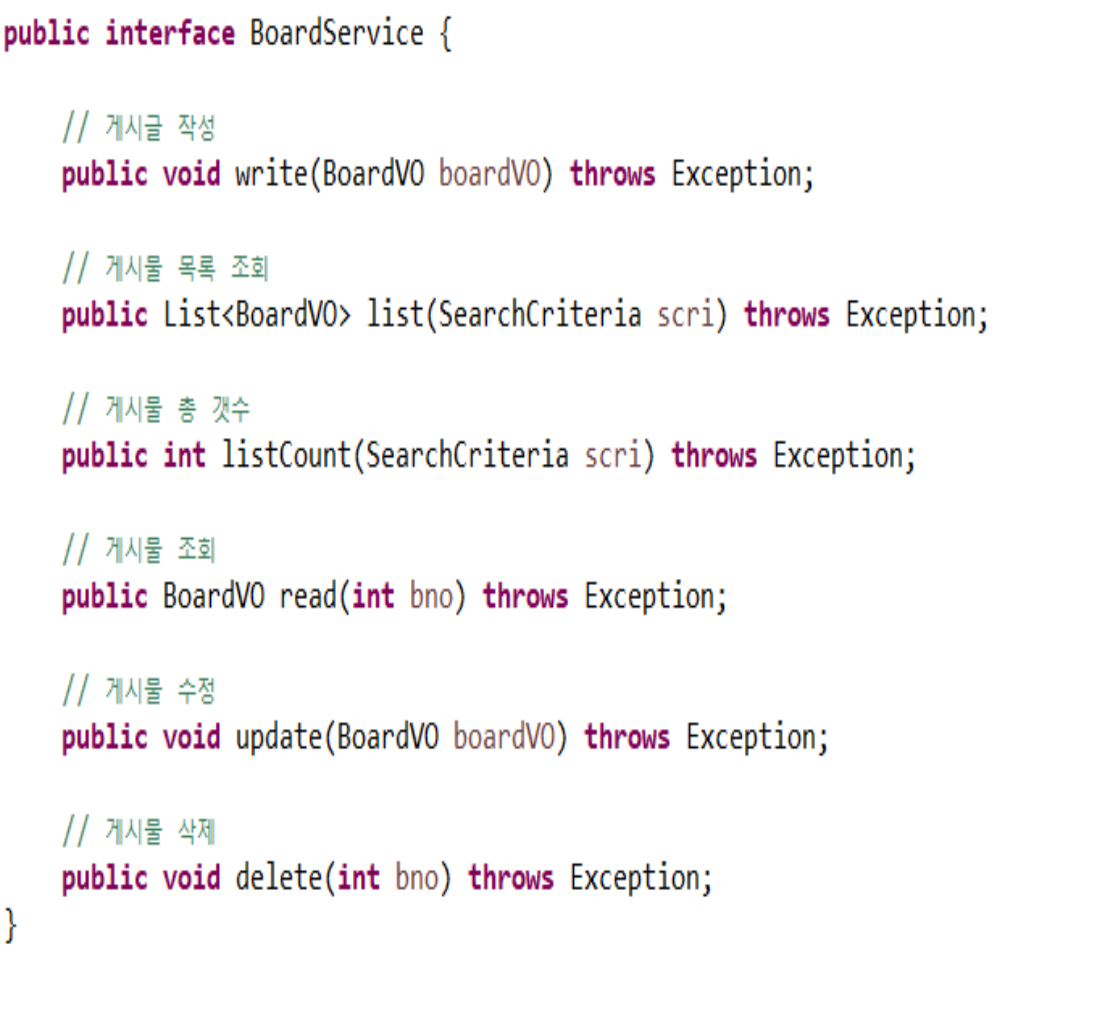 public interface BoardService {
// 게시글 작성
public void write(BoardVO boardVO) throws Exception;
// 게시물 목록 조회
public List<BoardVO> list(SearchCriteria scri) throws Exception;
// 게시물 총 갯수
public int listCount(SearchCriteria scri) throws Exception;
// 게시물 조회
public BoardVO read(int bno) throws Exception;
// 게시물 수정
public void update(BoardVO boardVO) throws Exception;
// 게시물 삭제
public void delete(int bno) throws Exception;
}